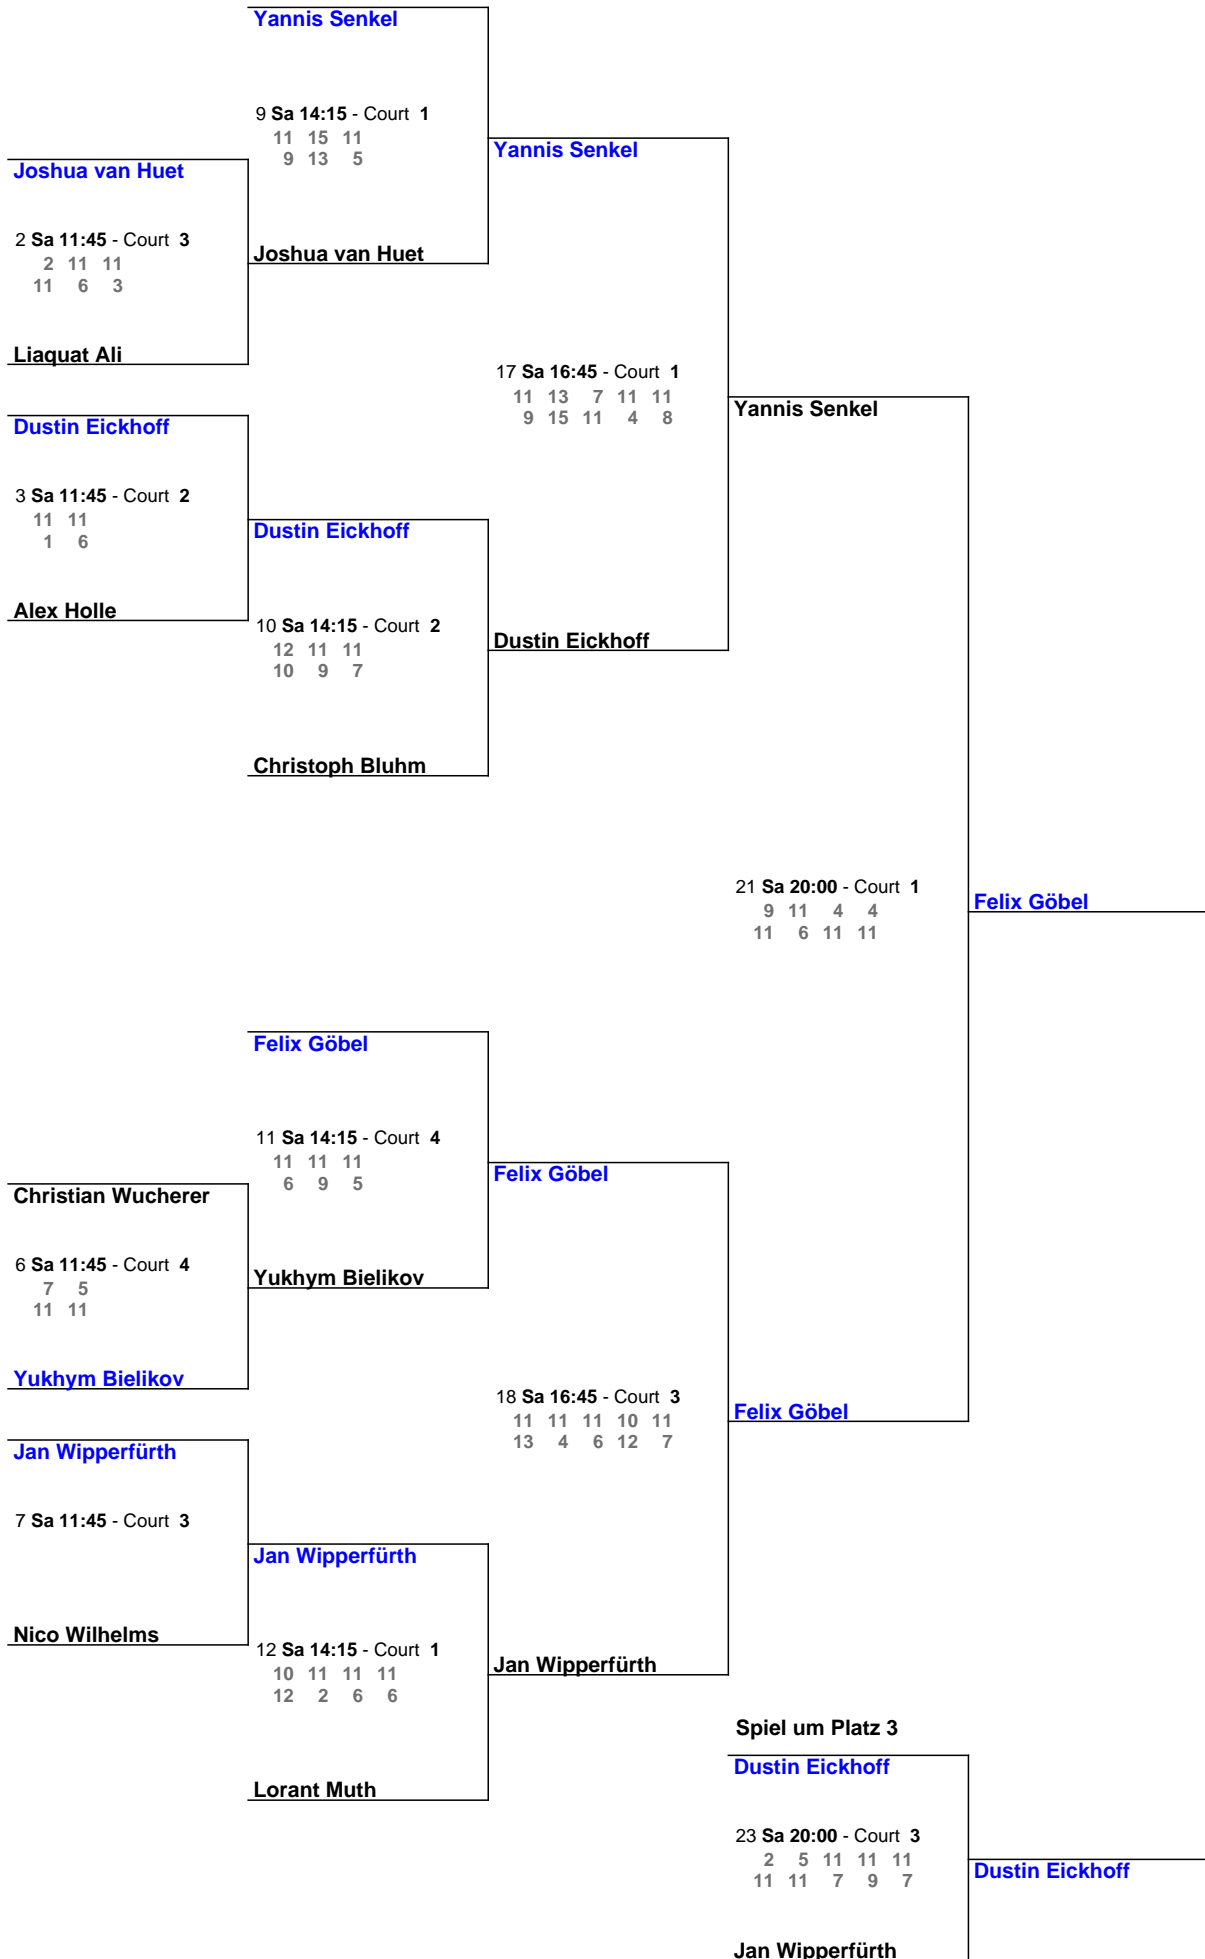 Yannis Senkel
9 Sa 14:15 - Court 1
11 15 11
9 13 5
Yannis Senkel
Joshua van Huet
2 Sa 11:45 - Court 3
2 11 11
11 6 3
Joshua van Huet
Liaquat Ali
17 Sa 16:45 - Court 1
11 13 7 11 11
9 15 11 4 8
Yannis Senkel
Dustin Eickhoff
3 Sa 11:45 - Court 2
11 11
1 6
Dustin Eickhoff
Alex Holle
10 Sa 14:15 - Court 2
12 11 11
10 9 7
Dustin Eickhoff
Christoph Bluhm
21 Sa 20:00 - Court 1
9 11 4 4
11 6 11 11
Felix Göbel
Felix Göbel
11 Sa 14:15 - Court 4
11 11 11
6 9 5
Felix Göbel
Christian Wucherer
6 Sa 11:45 - Court 4
7 5
11 11
Yukhym Bielikov
Yukhym Bielikov
18 Sa 16:45 - Court 3
11 11 11 10 11
13 4 6 12 7
Felix Göbel
Jan Wipperfürth
7 Sa 11:45 - Court 3
Jan Wipperfürth
Nico Wilhelms
12 Sa 14:15 - Court 1
10 11 11 11
12 2 6 6
Jan Wipperfürth
Lorant Muth
Spiel um Platz 3
Dustin Eickhoff
23 Sa 20:00 - Court 3
2 5 11 11 11
11 11 7 9 7
Dustin Eickhoff
Jan Wipperfürth